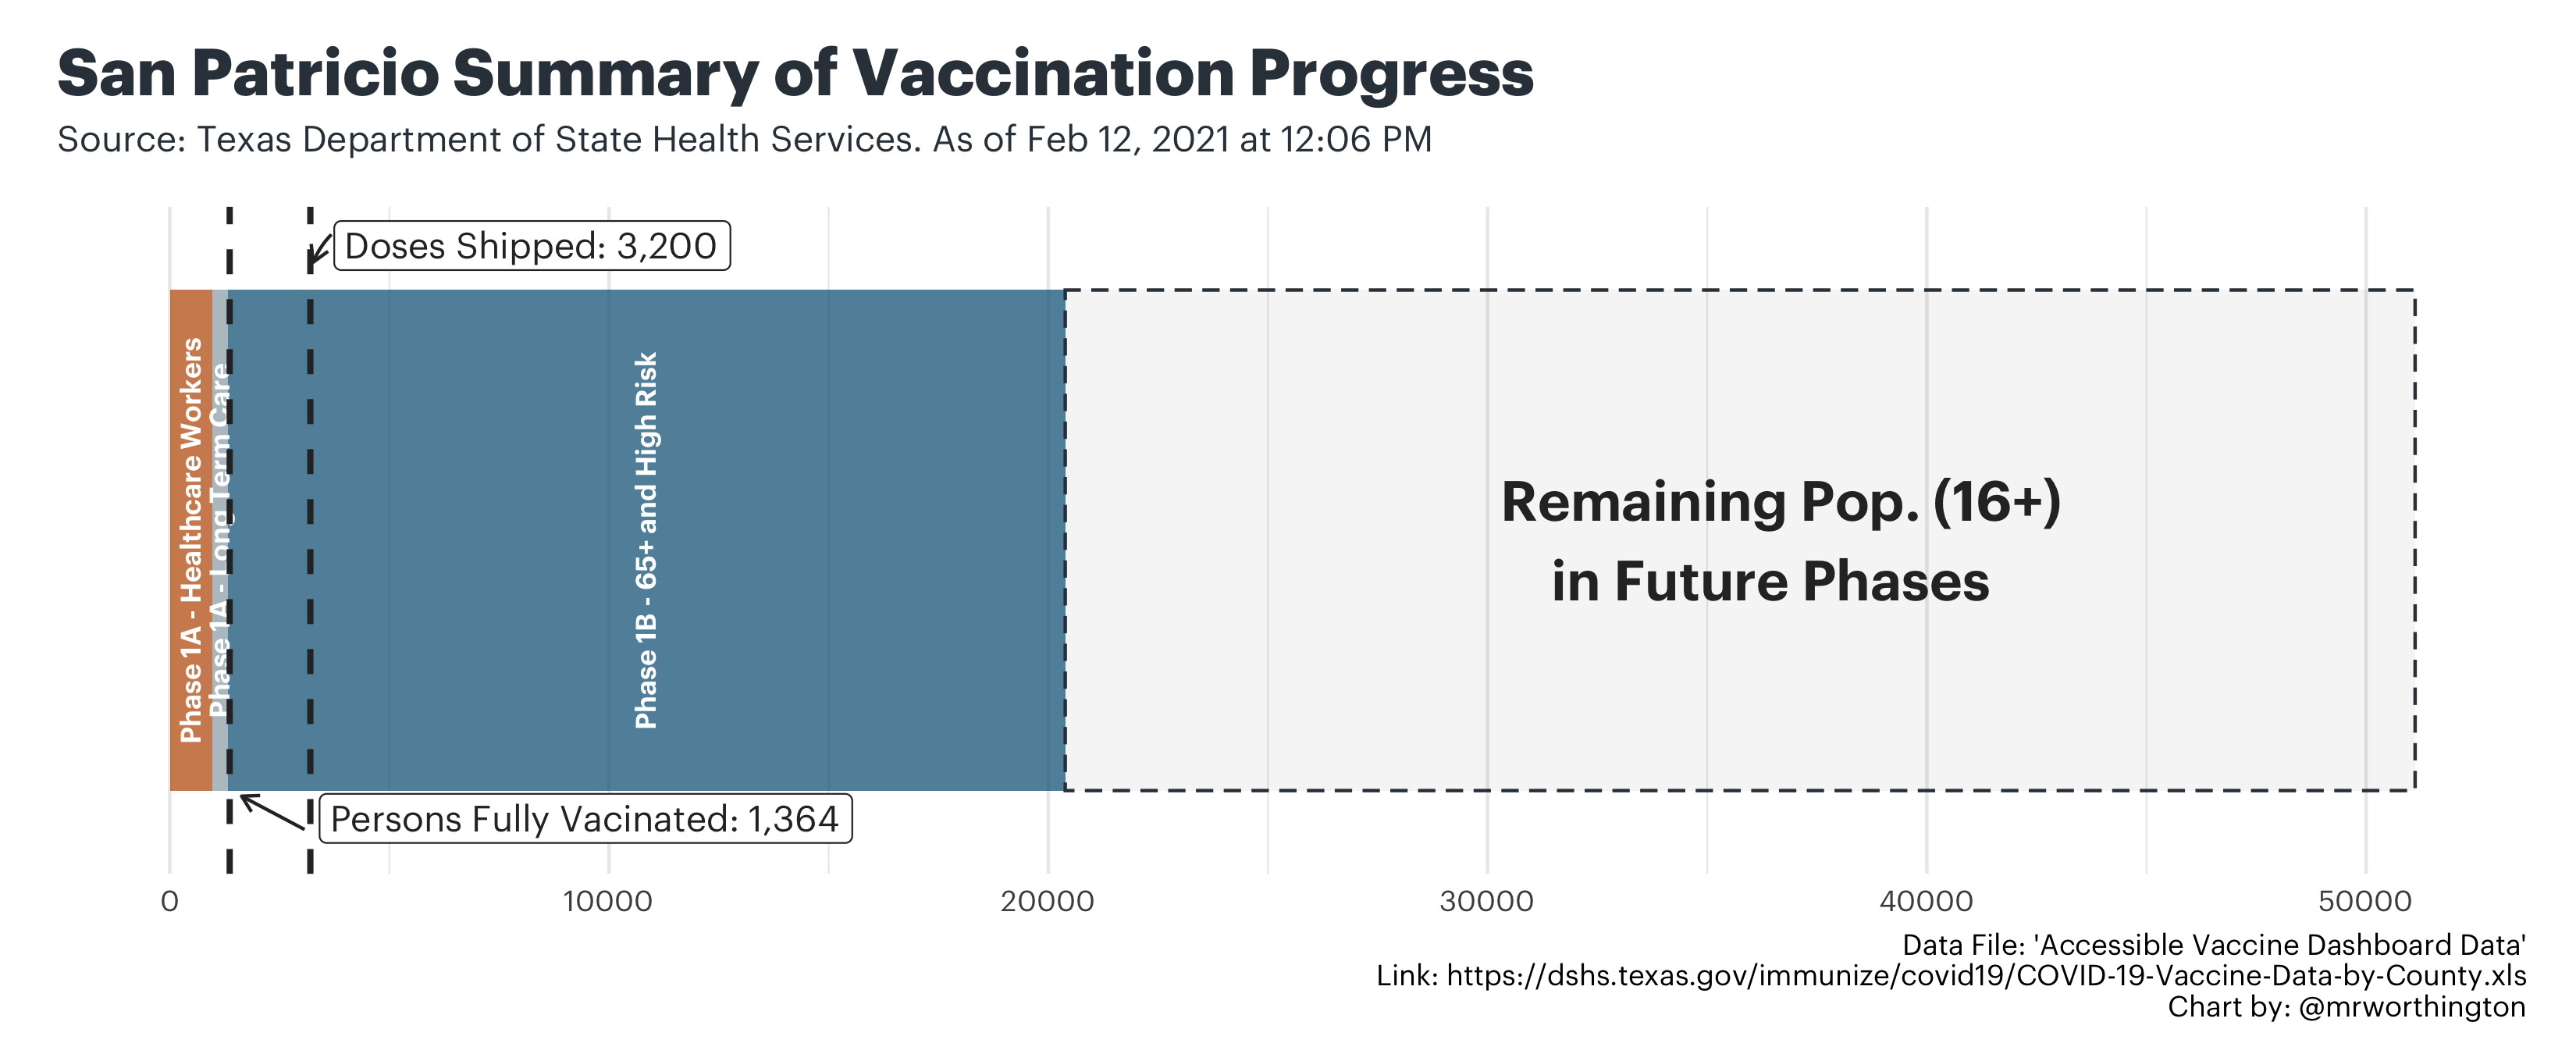 San Patricio Summary of Vaccination Progress
Source: Texas Department of State Health Services. As of Feb 12, 2021 at 12:06 PM
Doses Shipped: 3,200
Phase 1A - Healthcare Workers
Phase 1A - Long Term Care
Phase 1B - 65+ and High Risk
Remaining Pop. (16+)
in Future Phases
Persons Fully Vacinated: 1,364
0 10000 20000 30000 40000 50000
Data File: 'Accessible Vaccine Dashboard Data'
Link: https://dshs.texas.gov/immunize/covid19/COVID-19-Vaccine-Data-by-County.xls
Chart by: @mrworthington